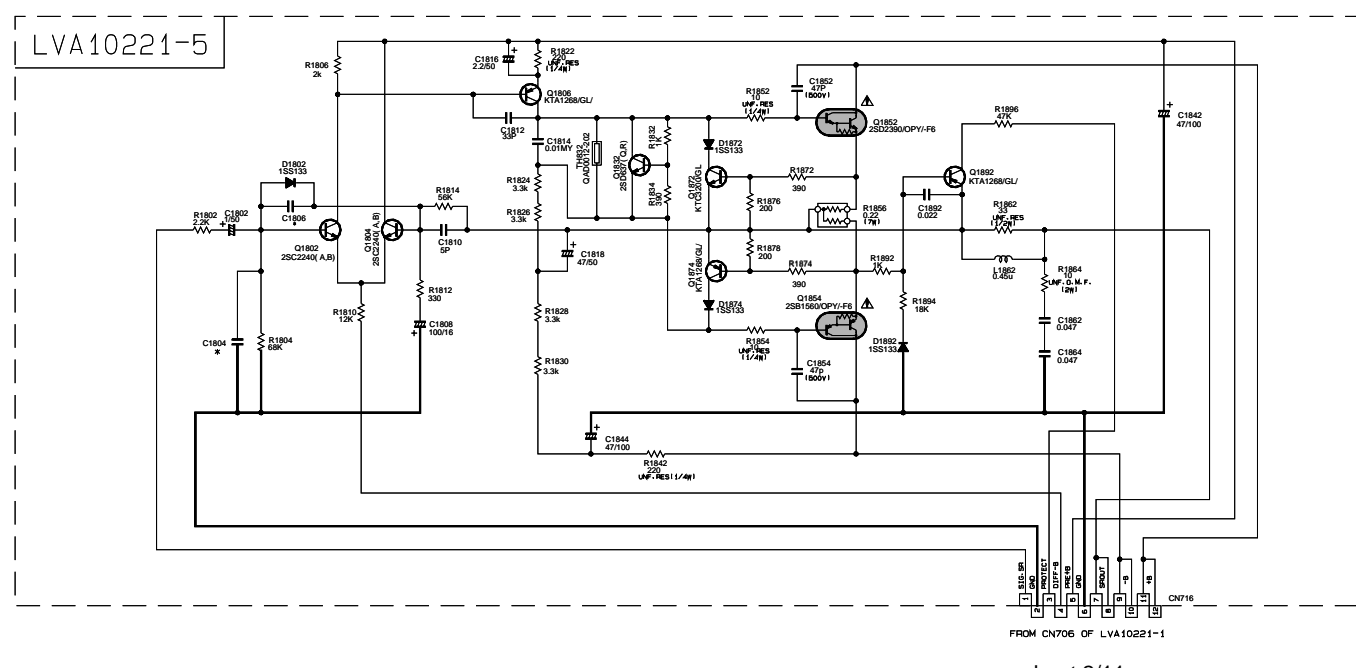 LVA10221-5
R1806
2k
C1816
2.2/50
R1822
220
UNF.RES
(1/4W)
Q1806
KTA1268/GL/
C1812
33P
C1814
0.01MY
TH832
QAD0012-202
Q1832
2SD637(Q,R)
R1832
1K
R1834
390
R1824
3.3k
R1826
3.3k
C1818
47/50
R1828
3.3k
R1830
3.3k
D1802
1SS133
R1802
2.2K
C1802
1/50
C1806
*
R1814
56K
Q1802
2SC2240(A,B)
Q1804
2SC2240(A,B)
C1810
5P
R1812
330
R1810
12K
C1808
100/16
C1804
*
R1804
68K
D1872
1SS133
Q1872
KTC3200/GL
Q1874
KTA1268/GL/
D1874
1SS133
R1852
10
UNF.RES
(1/4W)
C1852
47P
(500V)
Q1852
2SD2390/OPY/-F6
R1872
390
R1876
200
R1878
200
R1856
0.22
(7W)
R1874
390
Q1854
2SB1560/OPY/-F6
R1854
10
UNF.RES
(1/4W)
C1854
47p
(500V)
R1892
1K
R1894
18K
D1892
1SS133
C1892
0.022
Q1892
KTA1268/GL/
R1896
47K
C1842
47/100
R1862
33
UNF.RES
(1/2W)
L1862
0.45u
R1864
10
UNF.O.M.F.
(2W)
C1862
0.047
C1864
0.047
C1844
47/100
R1842
220
UNF.RES(1/4W)
SIG.SR
GND
PROTECT
DIFF-B
PRE+B
GND
SROUT
-B
+B
1
2
3
4
5
6
7
8
9
10
11
12
CN716
FROM CN706 OF LVA10221-1